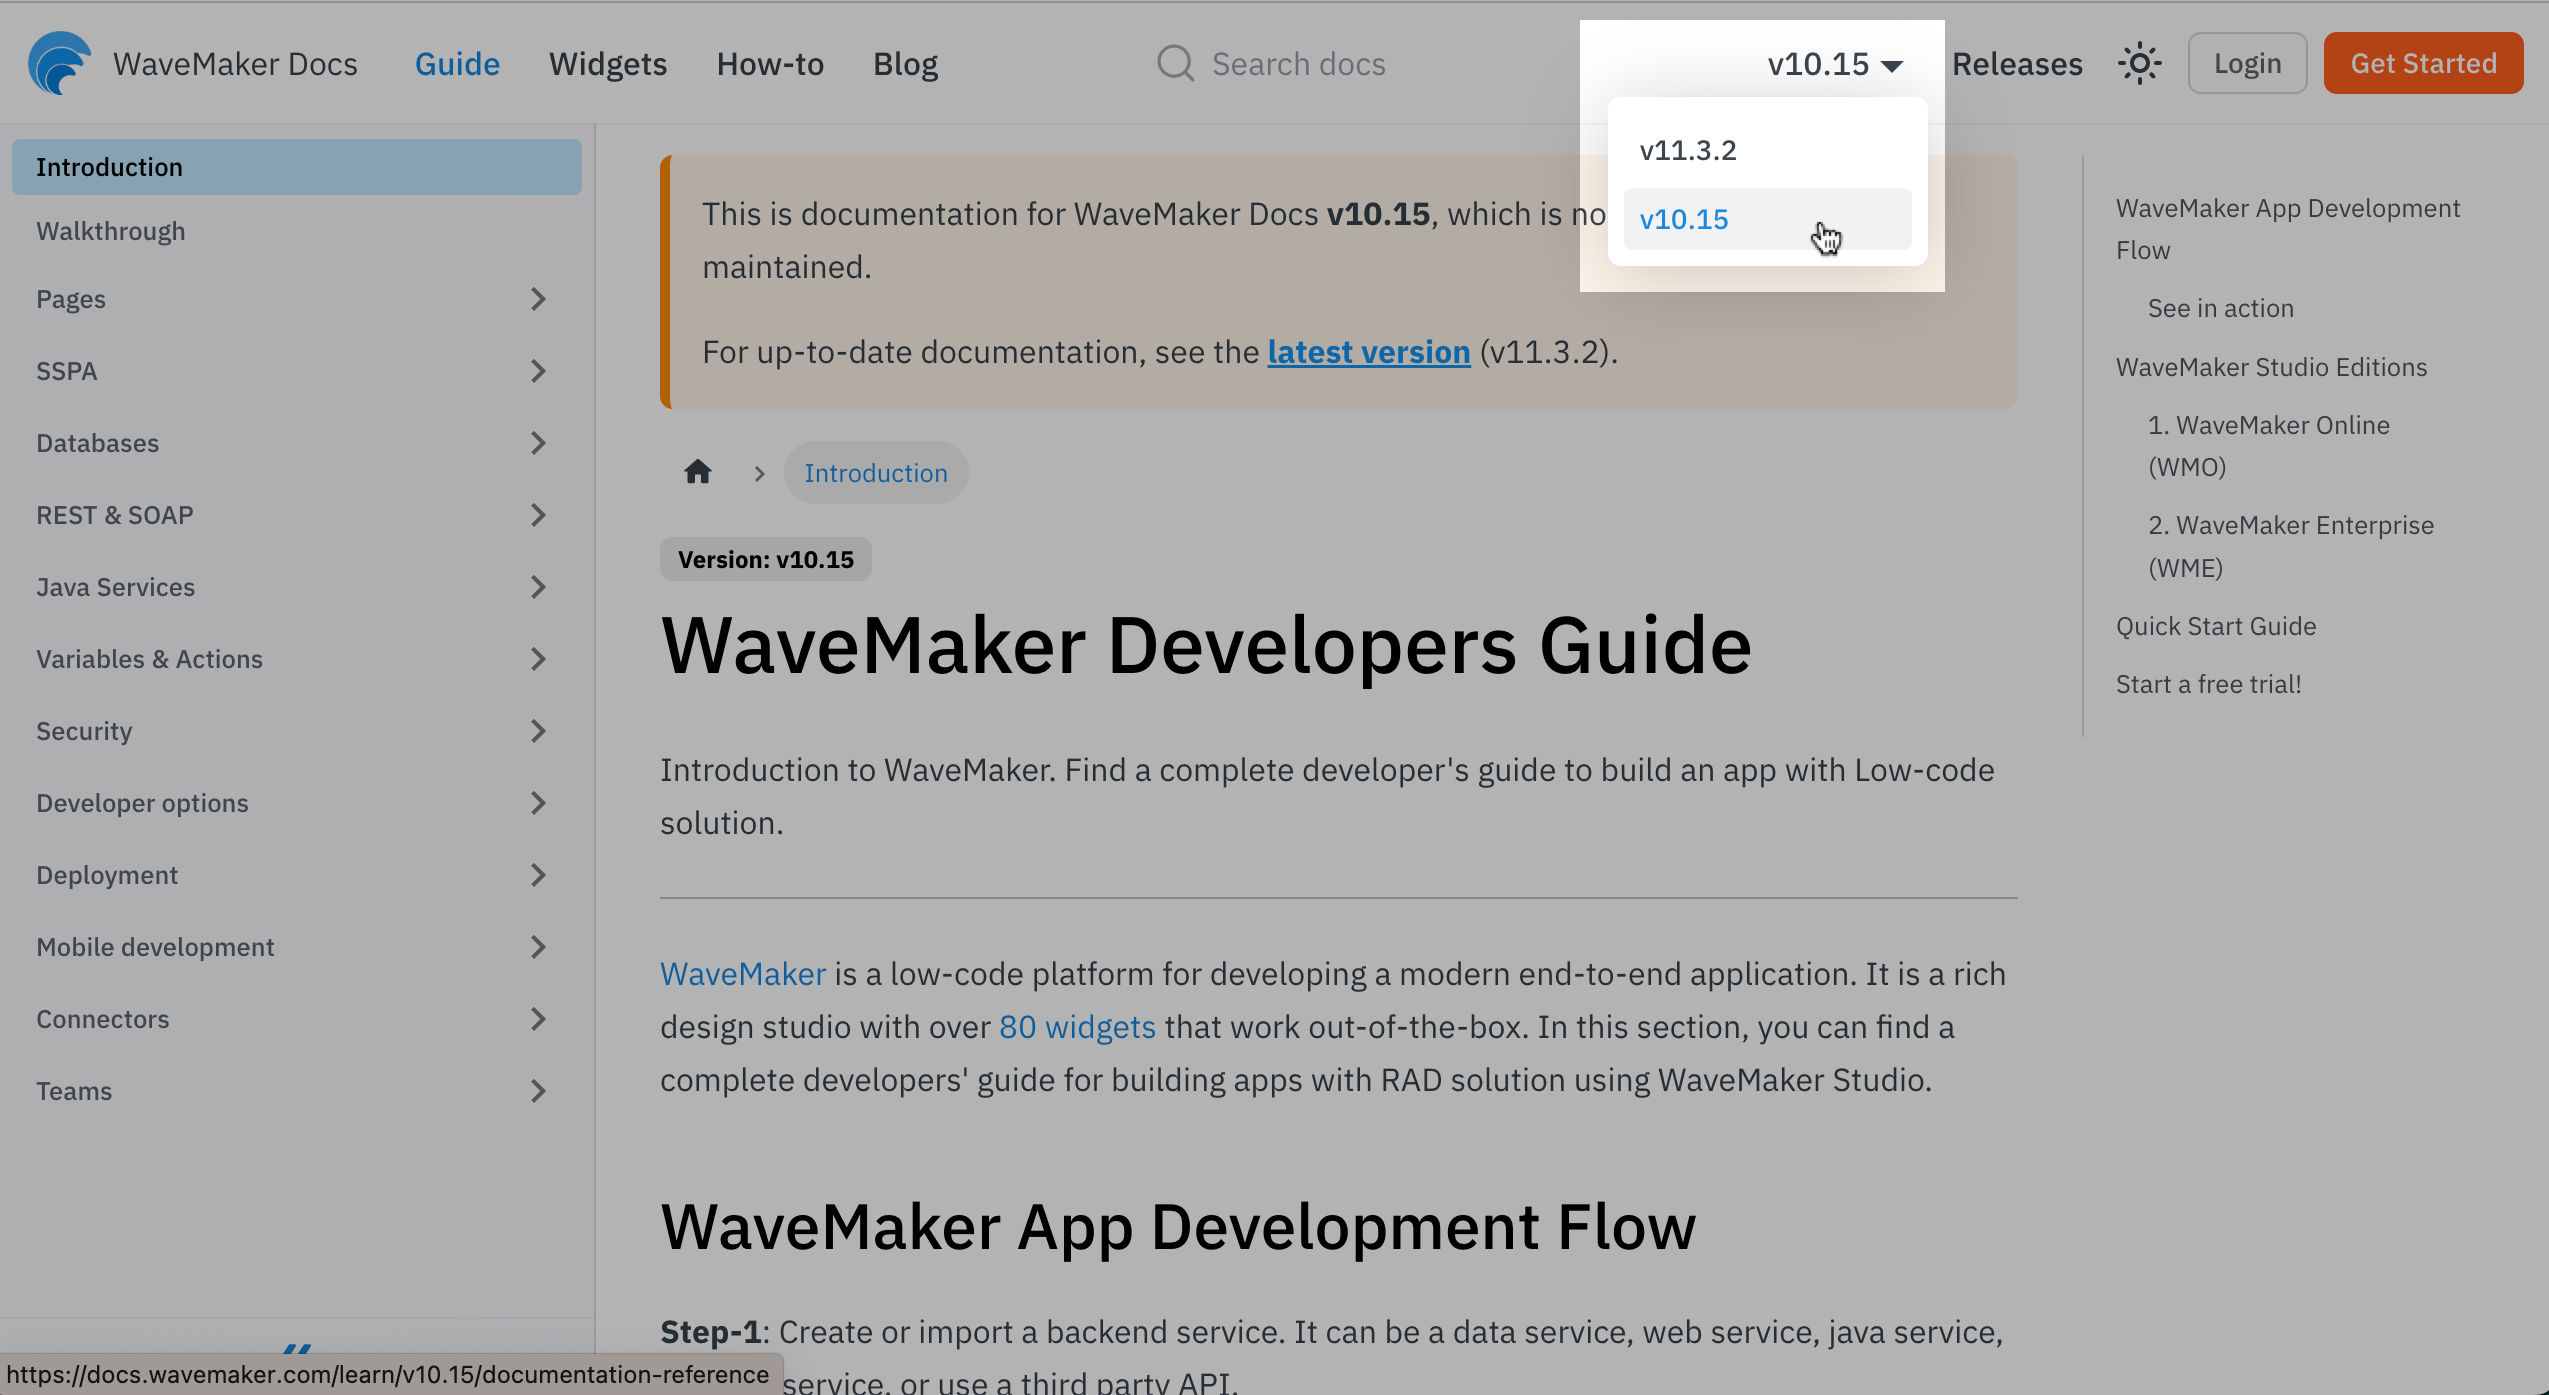 WaveMaker Docs
Guide
Widgets
How-to
Blog
Search docs
v10.15
Releases
Login
Get Started
v11.3.2
v10.15
Introduction
Walkthrough
Pages
SSPA
Databases
REST & SOAP
Java Services
Variables & Actions
Security
Developer options
Deployment
Mobile development
Connectors
Teams
This is documentation for WaveMaker Docs v10.15, which is no
maintained.
For up-to-date documentation, see the latest version (v11.3.2).
Introduction
Version: v10.15
WaveMaker Developers Guide
Introduction to WaveMaker. Find a complete developer's guide to build an app with Low-code
solution.
WaveMaker is a low-code platform for developing a modern end-to-end application. It is a rich
design studio with over 80 widgets that work out-of-the-box. In this section, you can find a
complete developers' guide for building apps with RAD solution using WaveMaker Studio.
WaveMaker App Development Flow
Step-1: Create or import a backend service. It can be a data service, web service, java service,
service, or use a third party API.
WaveMaker App Development
Flow
See in action
WaveMaker Studio Editions
1. WaveMaker Online
(WMO)
2. WaveMaker Enterprise
(WME)
Quick Start Guide
Start a free trial!
https://docs.wavemaker.com/learn/v10.15/documentation-reference